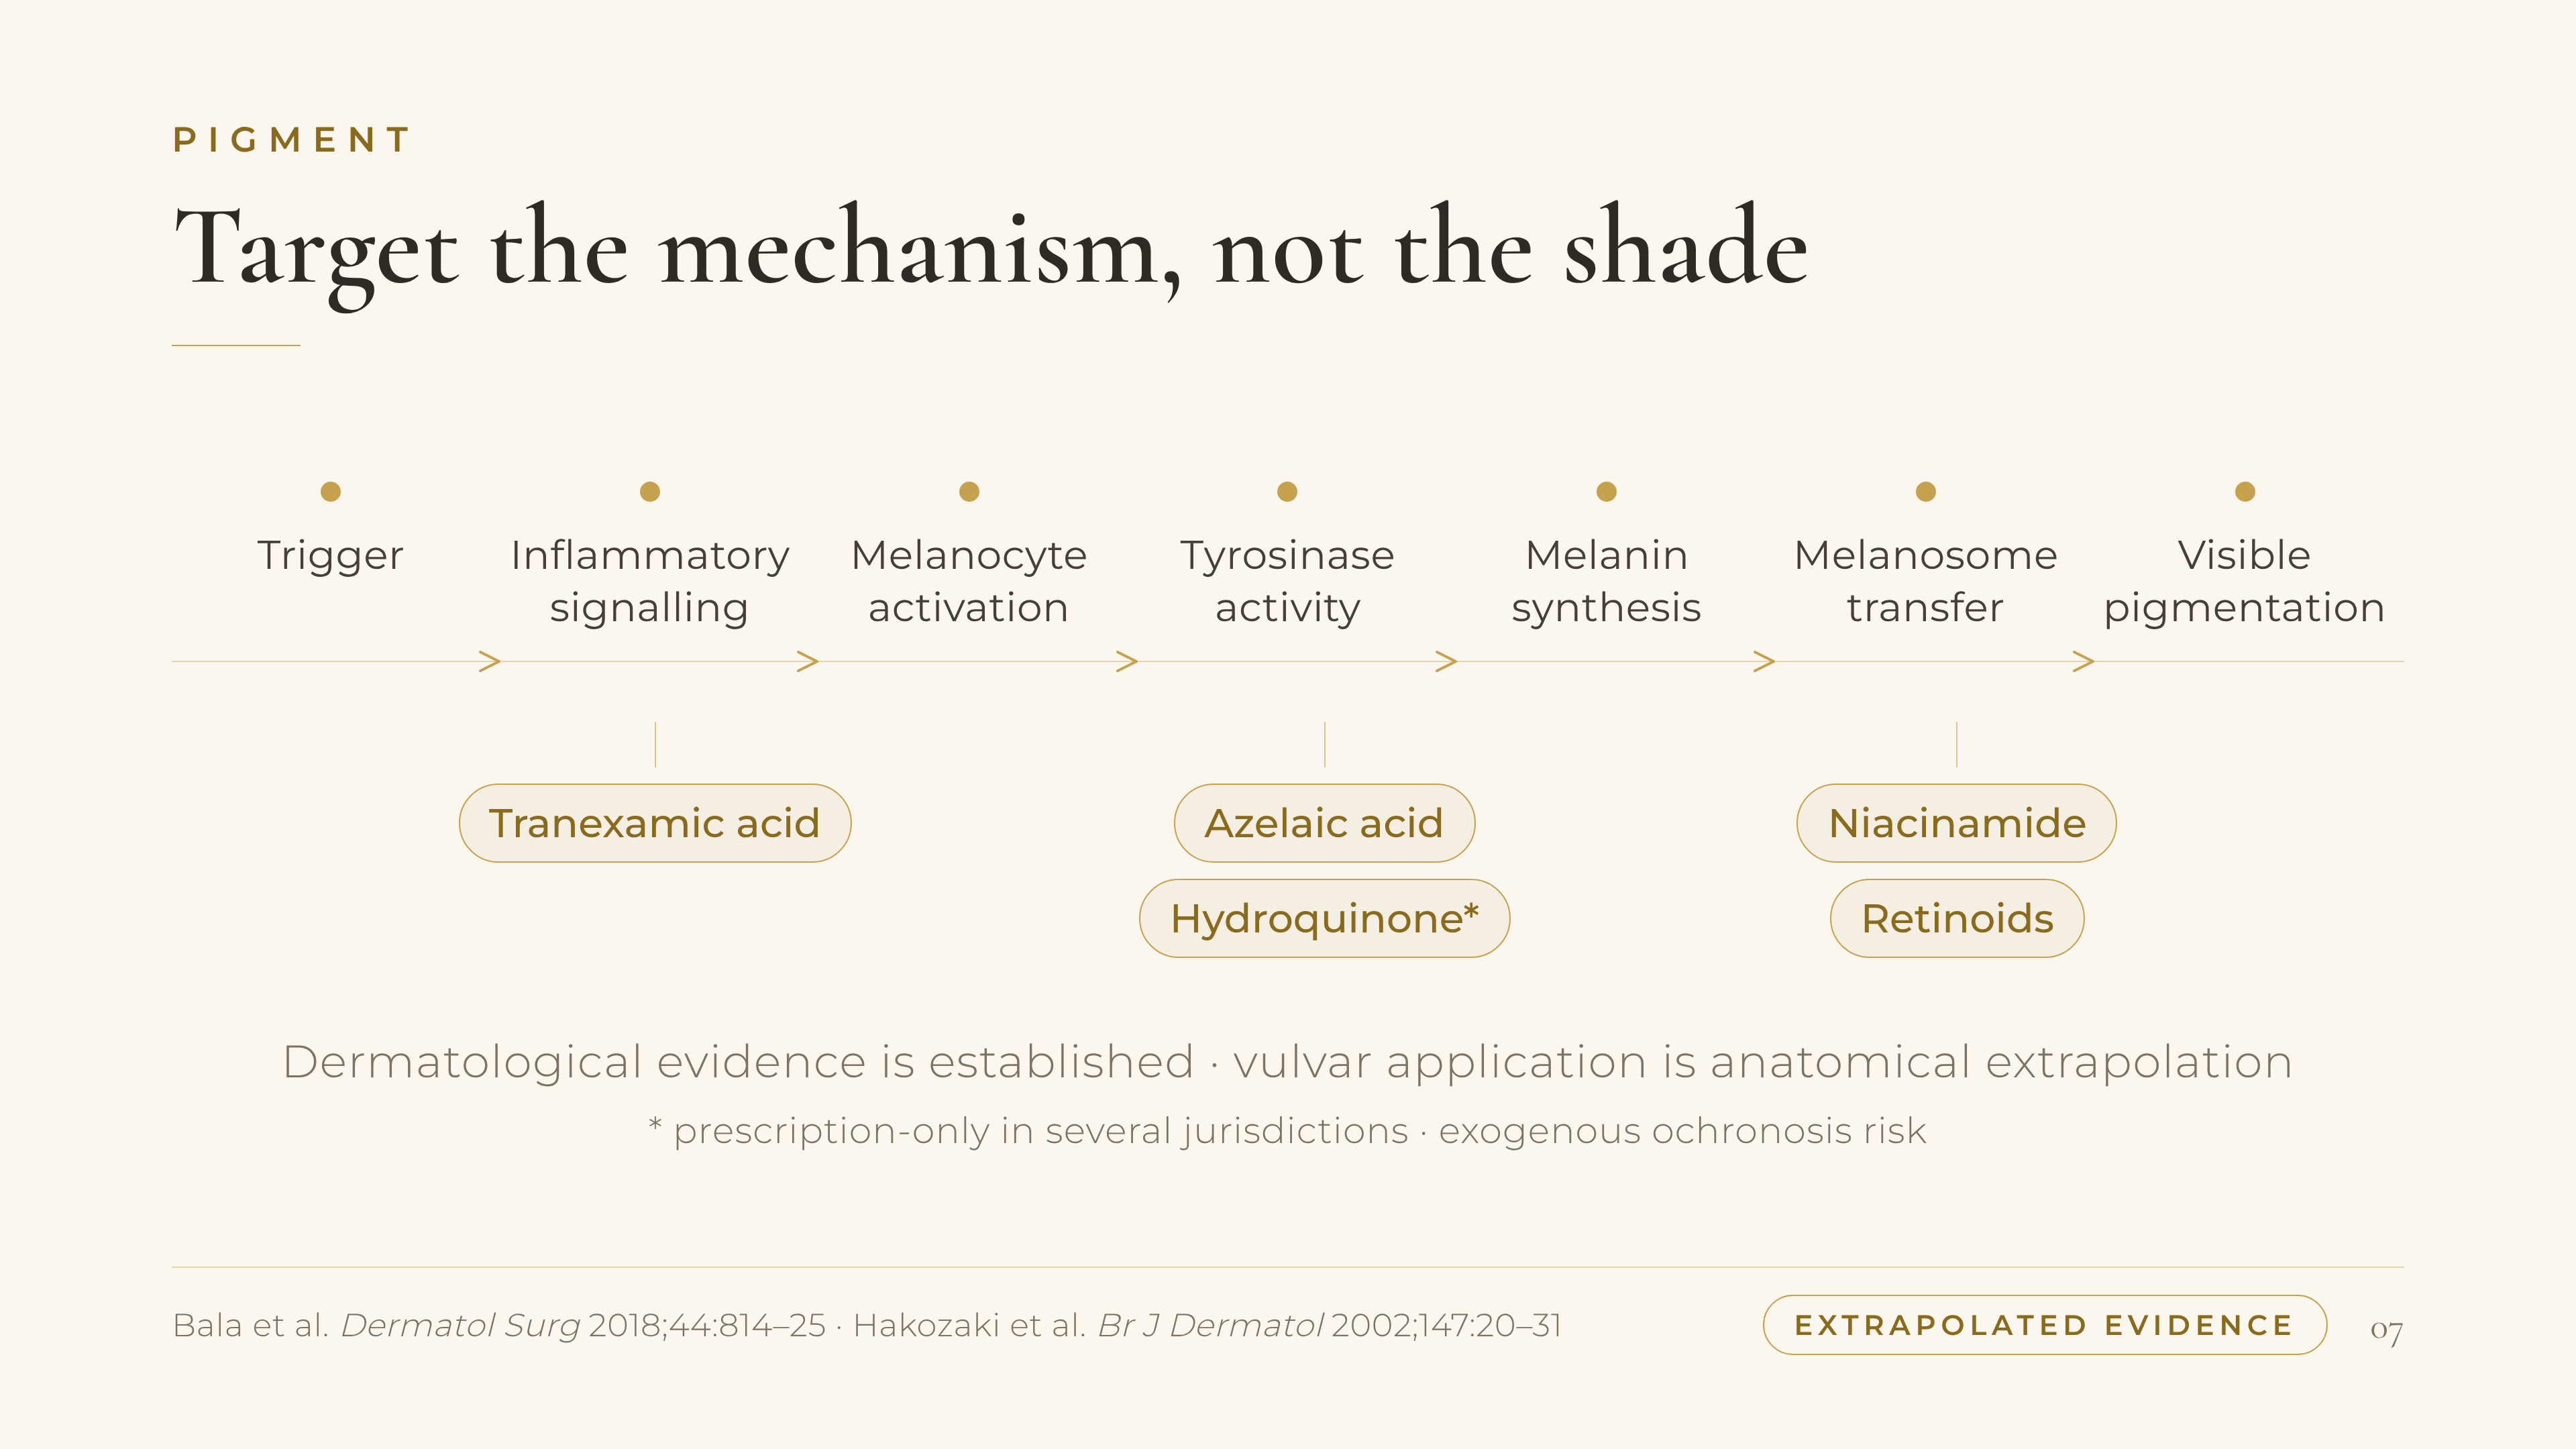 PIGMENT
Target the mechanism, not the shade
Trigger
Inflammatory
signalling
Melanocyte
activation
Tyrosinase
activity
Melanin
synthesis
Melanosome
transfer
Visible
pigmentation
Tranexamic acid
Azelaic acid
Hydroquinone*
Niacinamide
Retinoids
Dermatological evidence is established · vulvar application is anatomical extrapolation
* prescription-only in several jurisdictions · exogenous ochronosis risk
Bala et al. Dermatol Surg 2018;44:814–25 · Hakozaki et al. Br J Dermatol 2002;147:20–31
EXTRAPOLATED EVIDENCE
07